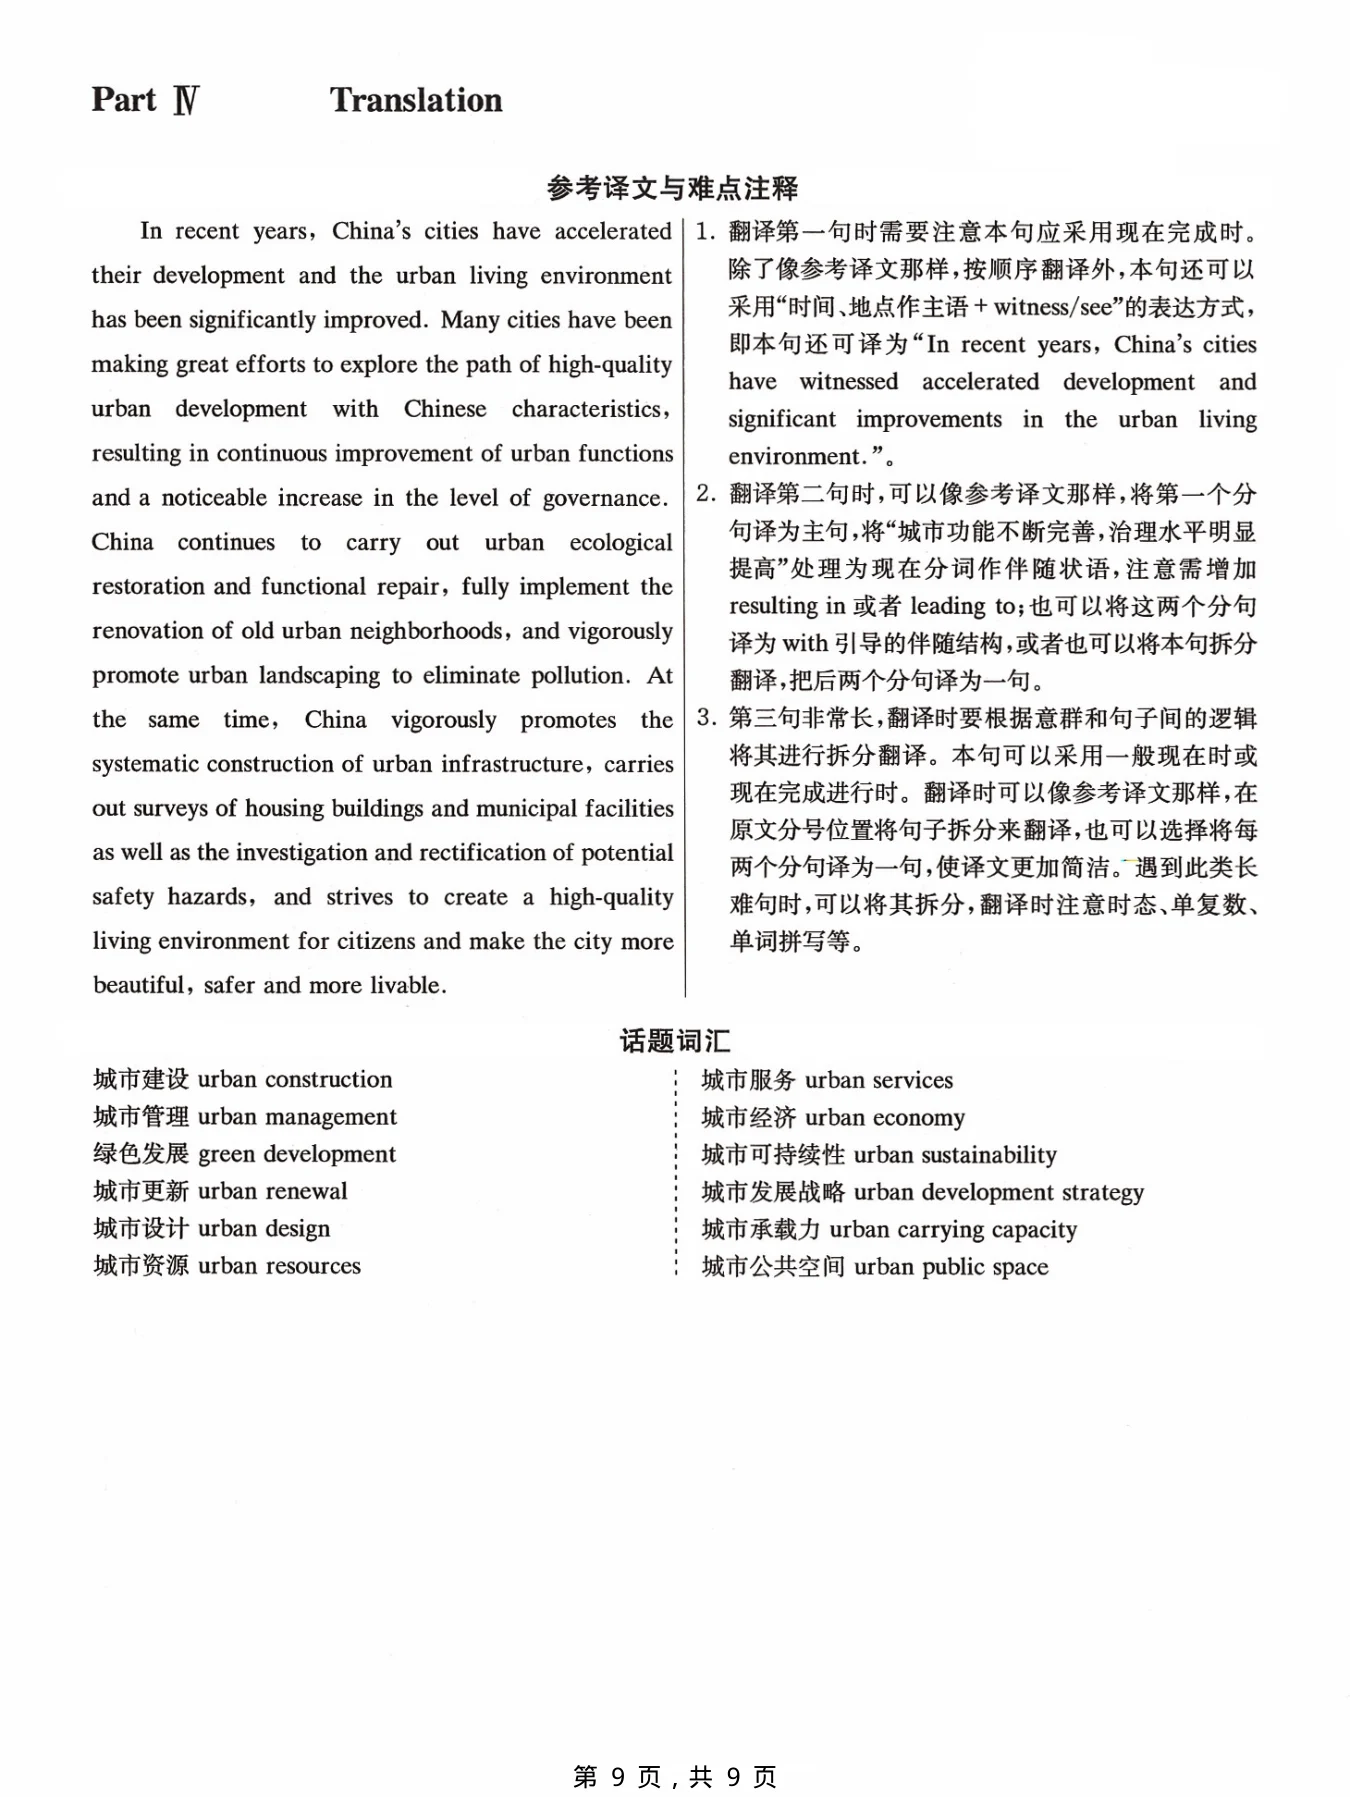 Part Ⅳ Translation
参考译文与难点注释
In recent years, China's cities have accelerated
their development and the urban living environment
has been significantly improved. Many cities have been
making great efforts to explore the path of high-quality
urban development with Chinese characteristics,
resulting in continuous improvement of urban functions
and a noticeable increase in the level of governance.
China continues to carry out urban ecological
restoration and functional repair, fully implement the
renovation of old urban neighborhoods, and vigorously
promote urban landscaping to eliminate pollution. At
the same time, China vigorously promotes the
systematic construction of urban infrastructure, carries
out surveys of housing buildings and municipal facilities
as well as the investigation and rectification of potential
safety hazards, and strives to create a high-quality
living environment for citizens and make the city more
beautiful, safer and more livable.
1. 翻译第一句时需要注意本句应采用现在完成时。
除了像参考译文那样,按顺序翻译外,本句还可以
采用“时间、地点作主语 + witness/see”的表达方式,
即本句还可译为“In recent years, China's cities
have witnessed accelerated development and
significant improvements in the urban living
environment.”。
2. 翻译第二句时,可以像参考译文那样,将第一个分
句译为主句,将“城市功能不断完善,治理水平明显
提高”处理为现在分词作伴随状语,注意需增加
resulting in 或者 leading to;也可以将这两个分句
译为 with 引导的伴随结构,或者也可以将本句拆分
翻译,把后两个分句译为一句。
3. 第三句非常长,翻译时要根据意群和句子间的逻辑
将其进行拆分翻译。本句可以采用一般现在时或
现在完成进行时。翻译时可以像参考译文那样,在
原文分号位置将句子拆分来翻译,也可以选择将每
两个分句译为一句,使译文更加简洁。遇到此类长
难句时,可以将其拆分,翻译时注意时态、单复数、
单词拼写等。
话题词汇
城市建设 urban construction
城市管理 urban management
绿色发展 green development
城市更新 urban renewal
城市设计 urban design
城市资源 urban resources
城市服务 urban services
城市经济 urban economy
城市可持续性 urban sustainability
城市发展战略 urban development strategy
城市承载力 urban carrying capacity
城市公共空间 urban public space
第 9 页 , 共 9 页